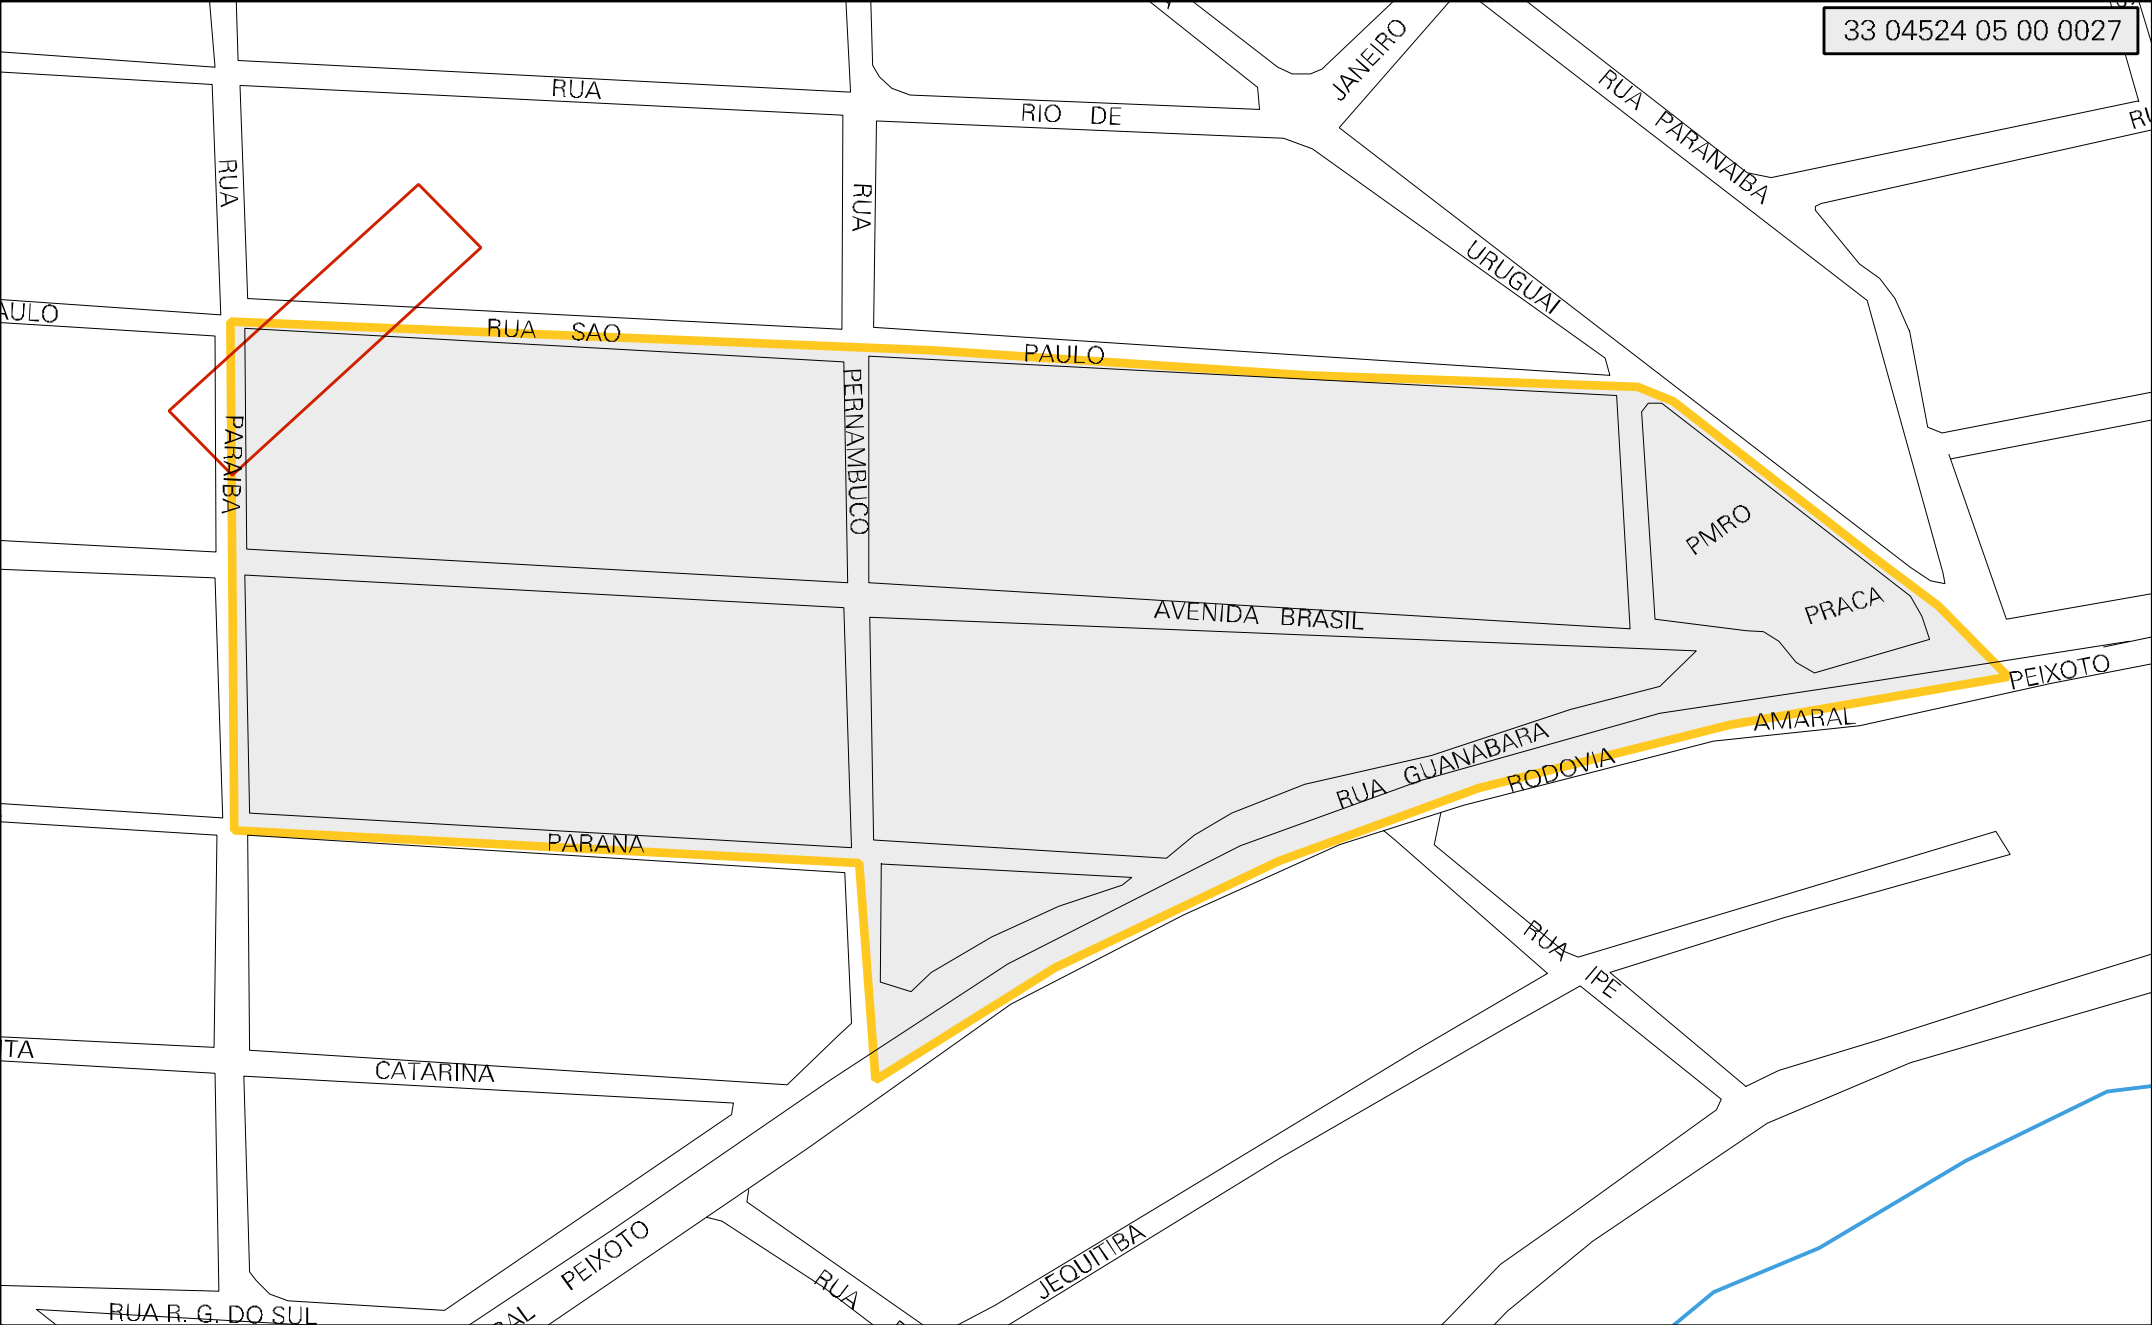 33 04524 05 00 0027
RUA
RIO DE
JANEIRO
RUA PARANAIBA
RUA
RUA
URUGUAI
AULO
RUA SAO
PAULO
PARAIBA
PERNAMBUCO
PMRO
PRACA
AVENIDA BRASIL
PEIXOTO
AMARAL
RODOVIA
RUA GUANABARA
PARANA
RUA IPE
TA
CATARINA
PEIXOTO
RAL
JEQUITIBA
RUA
RUA R. G. DO SUL